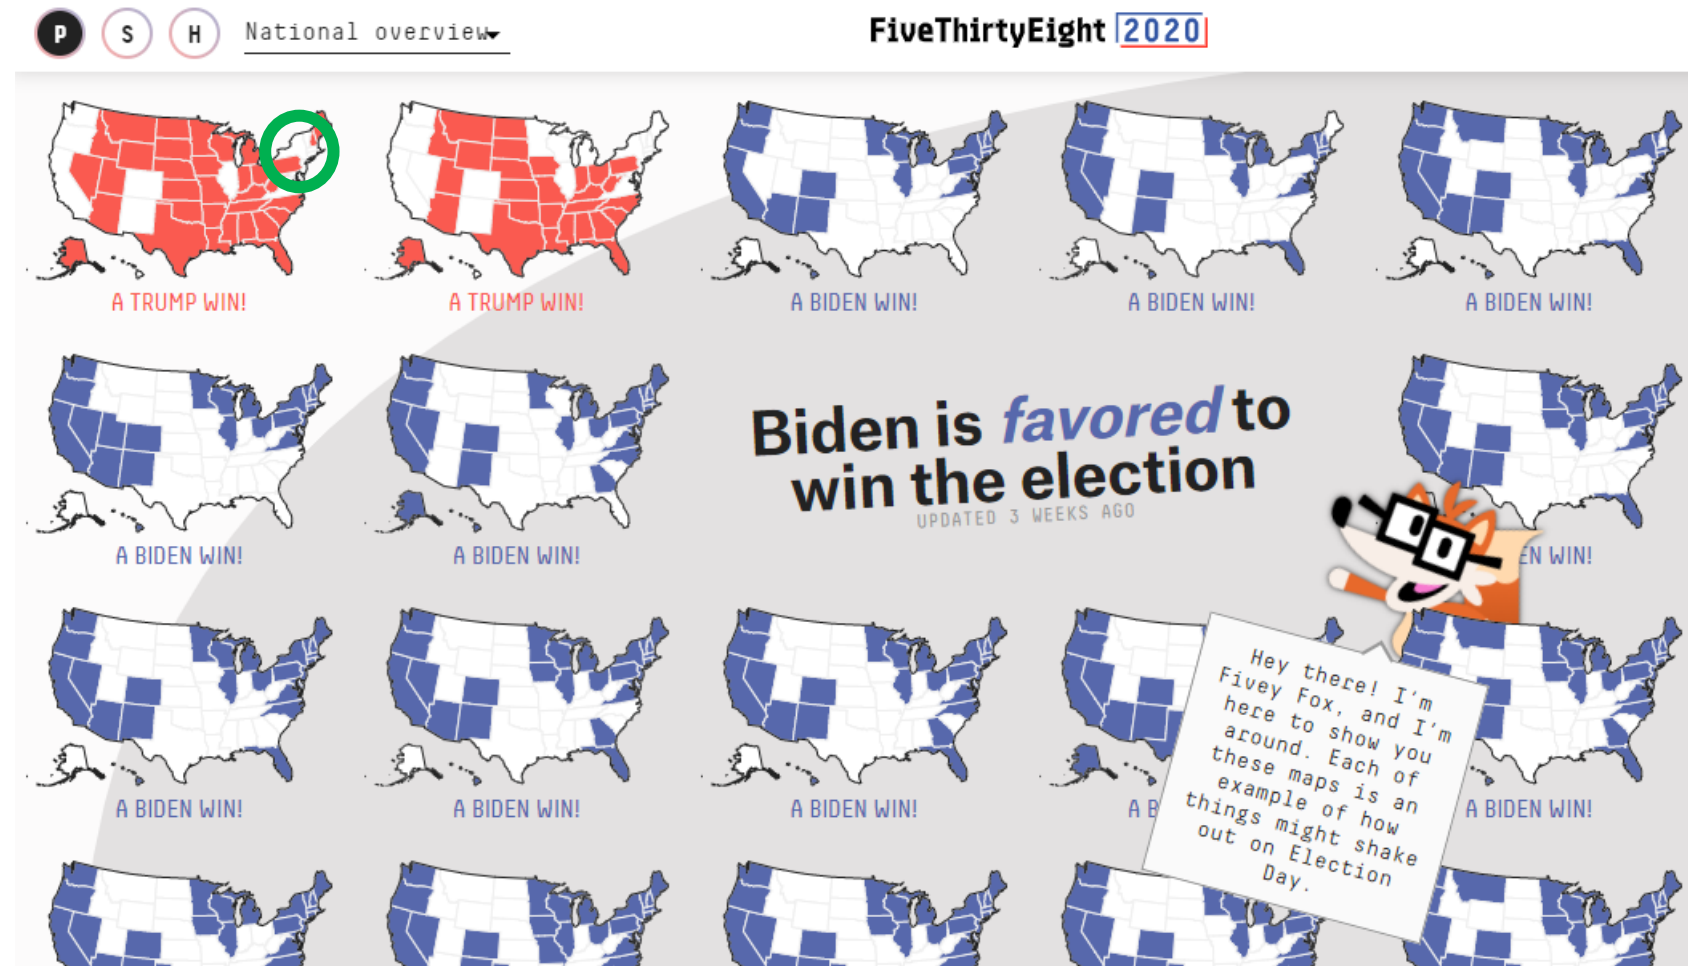 P S H National overview FiveThirtyEight 2020
A TRUMP WIN! A TRUMP WIN! A BIDEN WIN! A BIDEN WIN! A BIDEN WIN!
Biden is favored to
win the election
UPDATED 3 WEEKS AGO
A BIDEN WIN! A BIDEN WIN! EN WIN!
Hey there! I'm
Fivey Fox, and I'm
here to show you
around. Each of
these maps is an
example of how
things might shake
out on Election
Day.
A BIDEN WIN! A BIDEN WIN! A BIDEN WIN! A B A BIDEN WIN!